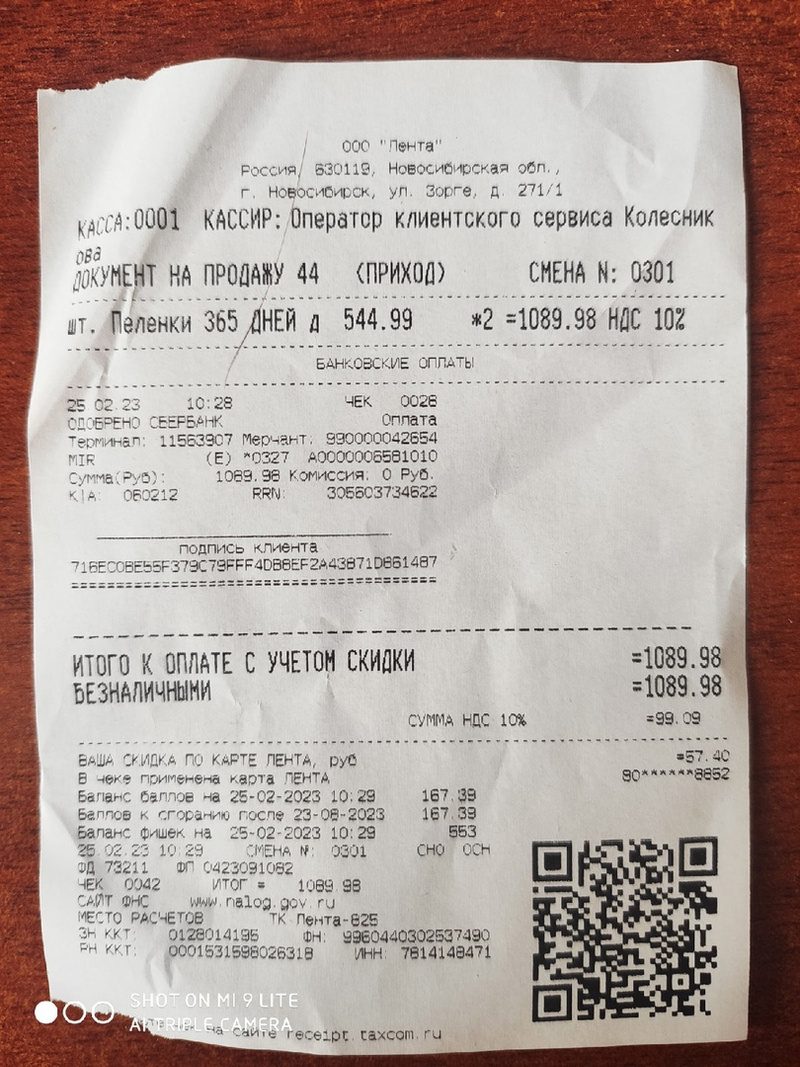 ООО "Лента"
Россия, 630119, Новосибирская обл.,
г. Новосибирск, ул. Зорге, д. 271/1
КАССА:0001 КАССИР: Оператор клиентского сервиса Колесник
ова
ДОКУМЕНТ НА ПРОДАЖУ 44 (ПРИХОД) СМЕНА N: 0301
шт. Пеленки 365 ДНЕЙ д 544.99 *2 =1089.98 НДС 10%
БАНКОВСКИЕ ОПЛАТЫ
25.02.23 10:28 ЧЕК 0028
ОДОБРЕНО СБЕРБАНК Оплата
Терминал: 11563907 Мерчант: 990000042654
MIR (E) *0327 A0000006581010
Сумма(Руб): 1089.98 Комиссия: 0 Руб.
К|А: 060212 RRN: 305603734622
подпись клиента
716EC0BE55F379C79FFF4DB8EF2A43871D861487
ИТОГО К ОПЛАТЕ С УЧЕТОМ СКИДКИ =1089.98
БЕЗНАЛИЧНЫМИ =1089.98
СУММА НДС 10% =99.09
ВАША СКИДКА ПО КАРТЕ ЛЕНТА, руб =57.40
В чеке применена карта ЛЕНТА 90******8852
Баланс баллов на 25-02-2023 10:29 167.39
Баллов к сгоранию после 23-08-2023 167.39
Баланс фишек на 25-02-2023 10:29 553
25.02.23 10:29 СМЕНА №: 0301 СНО ОСН
ФД 73211 ФП 0423091082
ЧЕК 0042 ИТОГ = 1089.98
САЙТ ФНС www.nalog.gov.ru
МЕСТО РАСЧЕТОВ ТК Лента-825
ЗН ККТ: 0128014195 ФН: 9960440302537490
РН ККТ: 0001531598026318 ИНН: 7814148471
на сайте receipt.taxcom.ru
SHOT ON MI 9 LITE
AI TRIPLE CAMERA